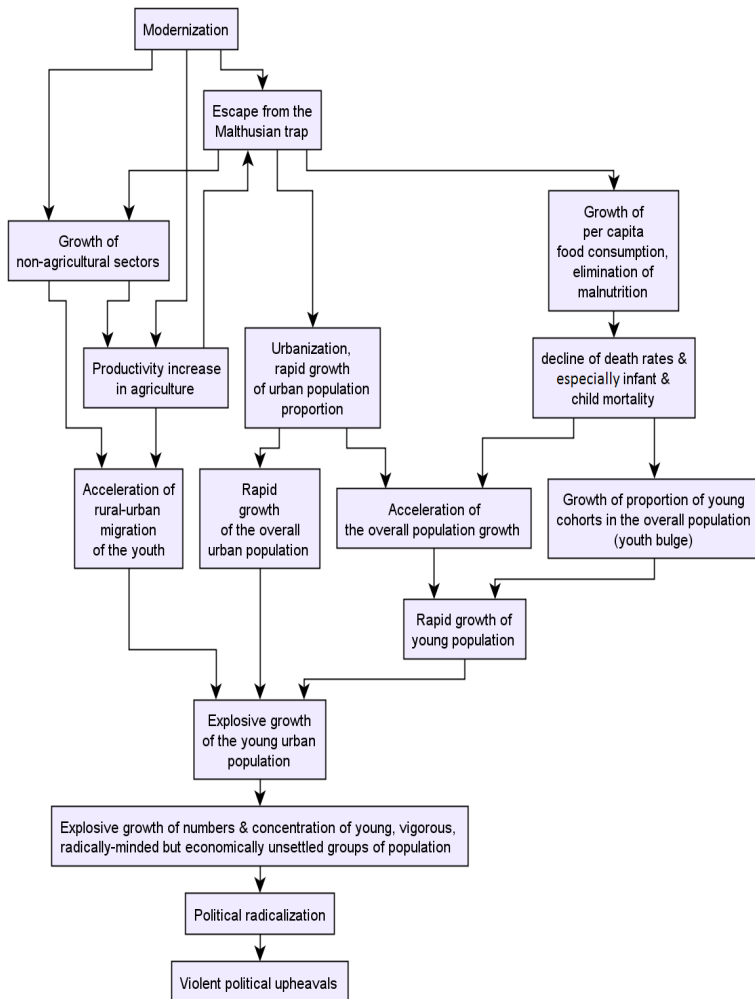 Modernization
Escape from the
Malthusian trap
Growth of
non-agricultural sectors
Growth of
per capita
food consumption,
elimination of
malnutrition
Productivity increase
in agriculture
Urbanization,
rapid growth
of urban population
proportion
decline of death rates &
especially infant &
child mortality
Acceleration of
rural-urban
migration
of the youth
Rapid
growth
of the overall
urban population
Acceleration of
the overall population growth
Growth of proportion of young
cohorts in the overall population
(youth bulge)
Rapid growth of
young population
Explosive growth
of the young urban
population
Explosive growth of numbers & concentration of young, vigorous,
radically-minded but economically unsettled groups of population
Political radicalization
Violent political upheavals